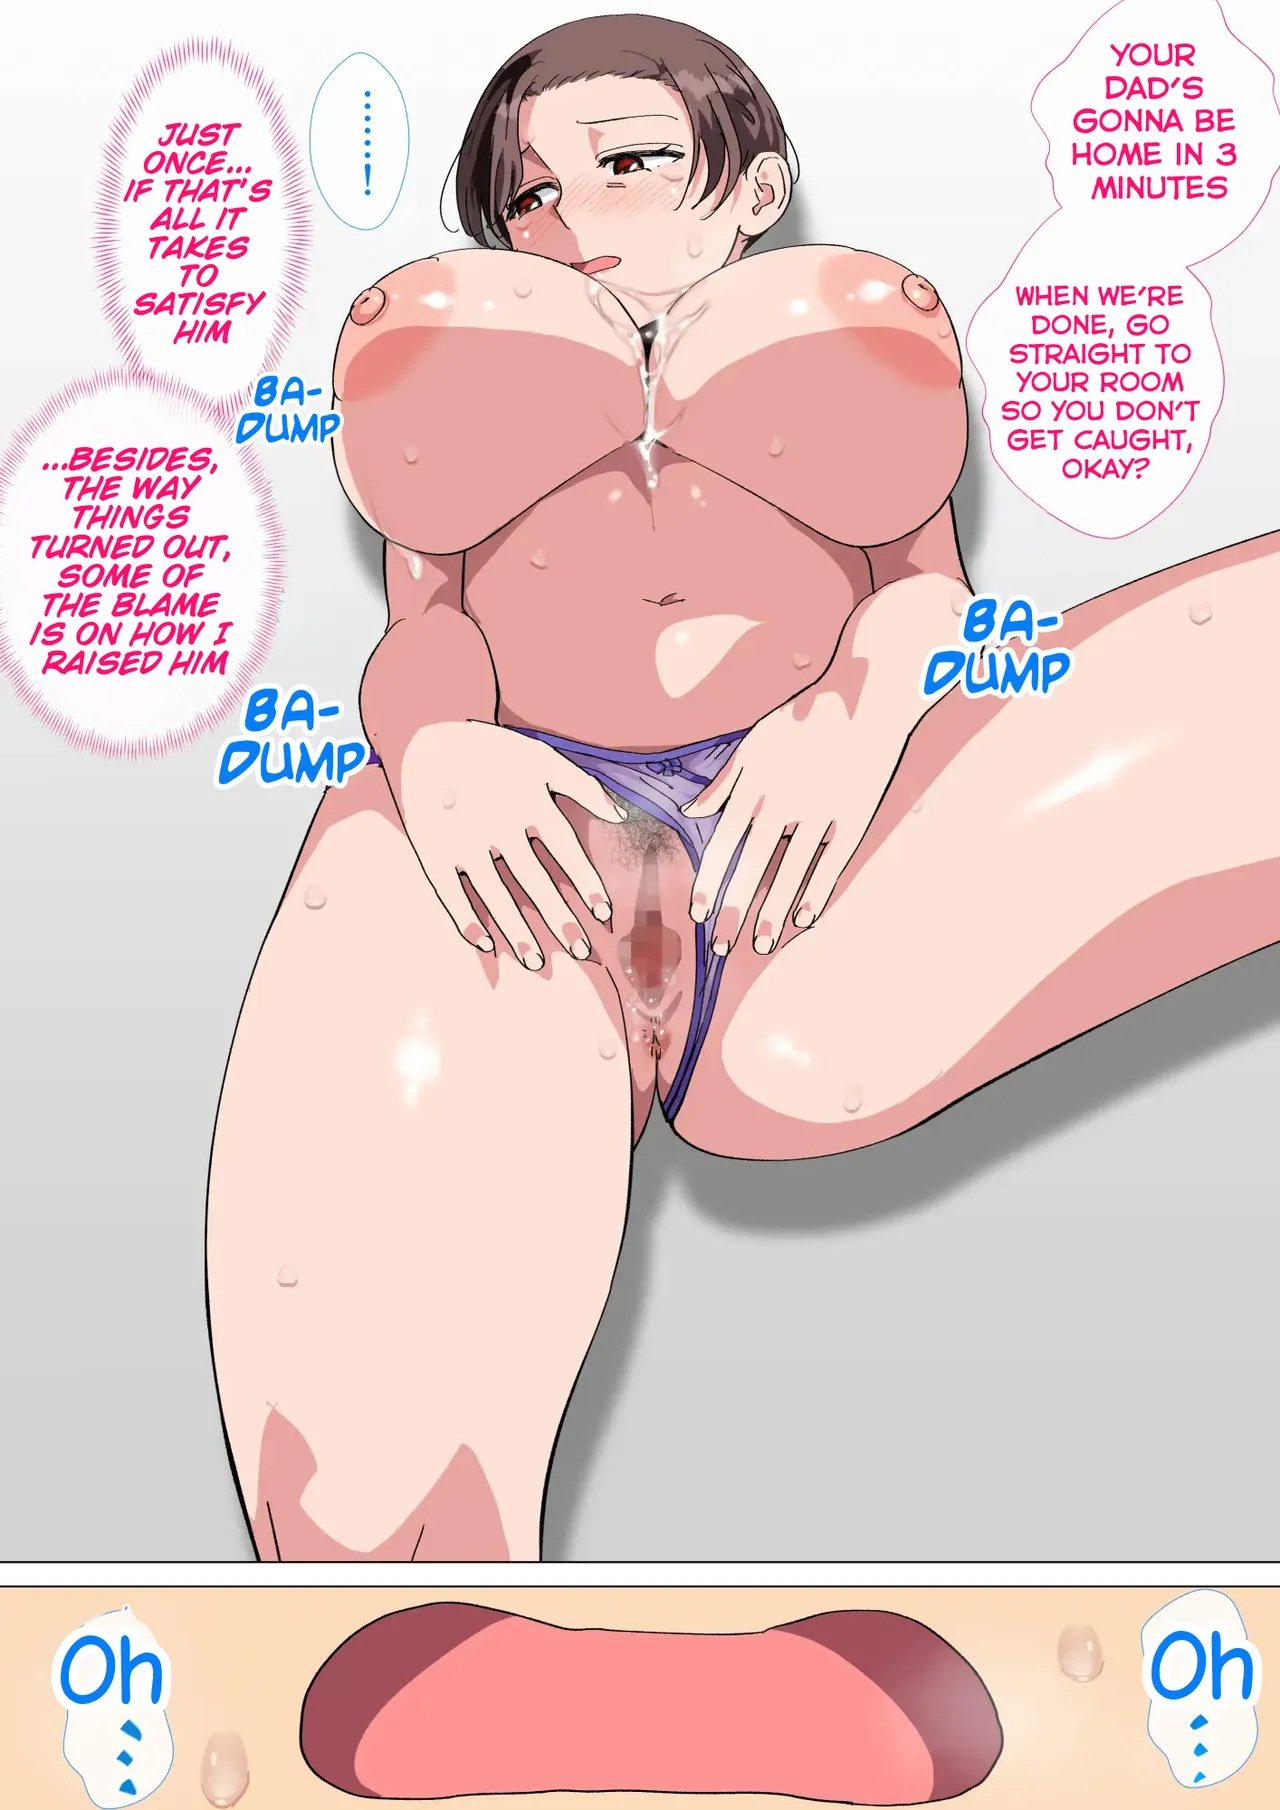 YOUR
DAD'S
GONNA BE
HOME IN 3
MINUTES
WHEN WE'RE
DONE, GO
STRAIGHT TO
YOUR ROOM
SO YOU DON'T
GET CAUGHT,
OKAY?
......!
JUST
ONCE...
IF THAT'S
ALL IT
TAKES
TO
SATISFY
HIM
...BESIDES,
THE WAY
THINGS
TURNED OUT,
SOME OF
THE BLAME
IS ON HOW I
RAISED HIM
BA-
DUMP
BA-
DUMP
BA-
DUMP
Oh
...
Oh
...